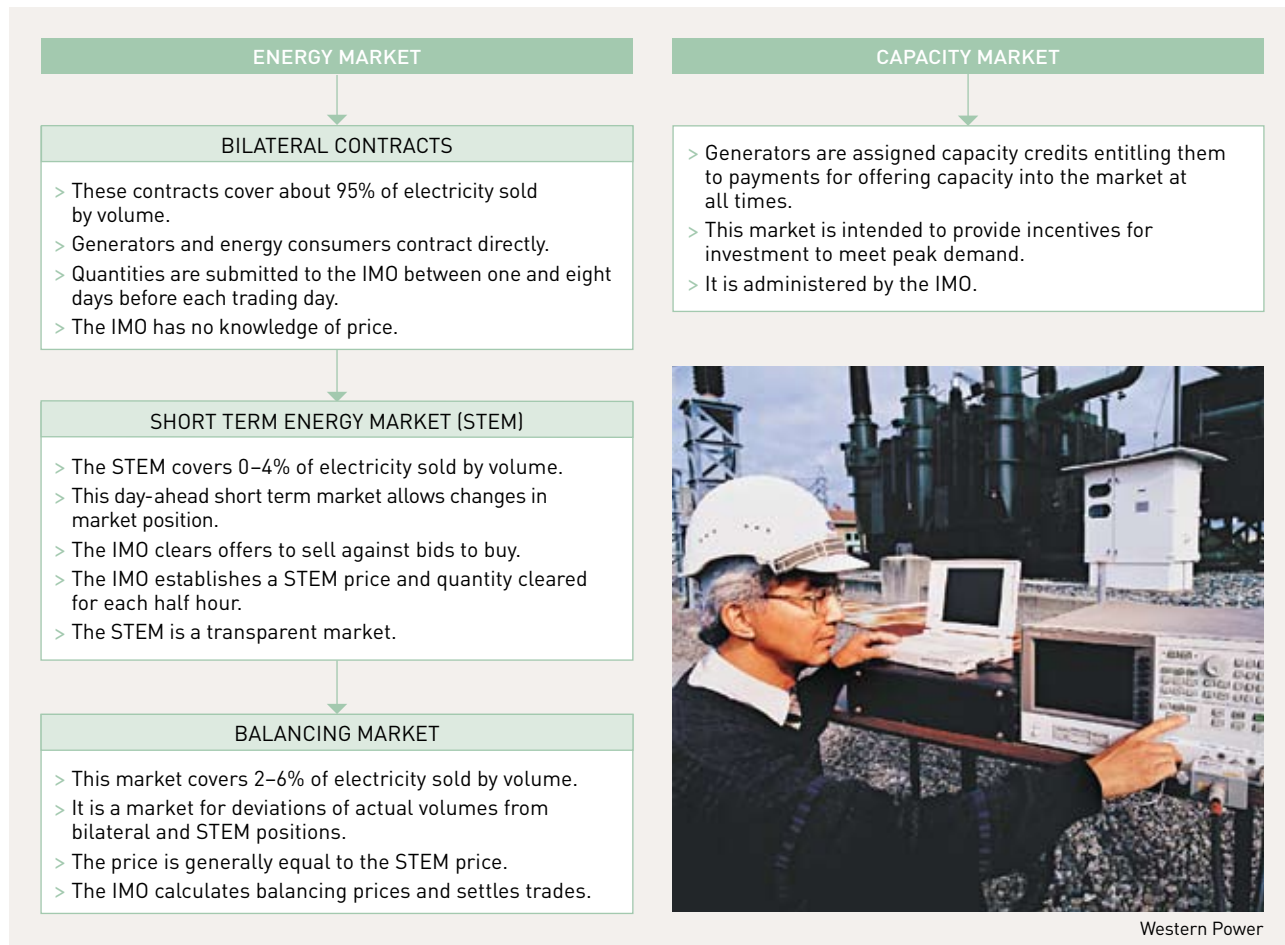 ENERGY MARKET
BILATERAL CONTRACTS
> These contracts cover about 95% of electricity sold
by volume.
> Generators and energy consumers contract directly.
> Quantities are submitted to the IMO between one and eight
days before each trading day.
> The IMO has no knowledge of price.
SHORT TERM ENERGY MARKET (STEM)
> The STEM covers 0–4% of electricity sold by volume.
> This day-ahead short term market allows changes in
market position.
> The IMO clears offers to sell against bids to buy.
> The IMO establishes a STEM price and quantity cleared
for each half hour.
> The STEM is a transparent market.
BALANCING MARKET
> This market covers 2–6% of electricity sold by volume.
> It is a market for deviations of actual volumes from
bilateral and STEM positions.
> The price is generally equal to the STEM price.
> The IMO calculates balancing prices and settles trades.
CAPACITY MARKET
> Generators are assigned capacity credits entitling them
to payments for offering capacity into the market at
all times.
> This market is intended to provide incentives for
investment to meet peak demand.
> It is administered by the IMO.
Western Power